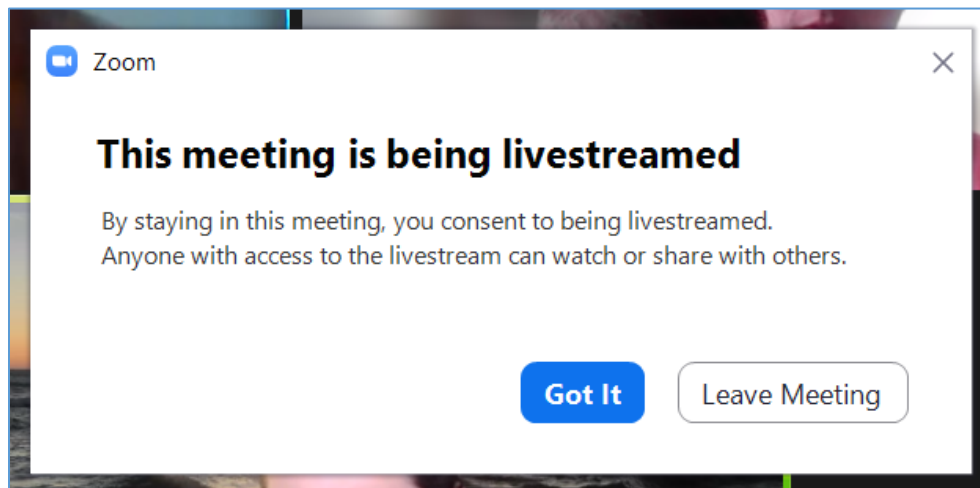 Zoom
This meeting is being livestreamed
By staying in this meeting, you consent to being livestreamed.
Anyone with access to the livestream can watch or share with others.
Got It
Leave Meeting